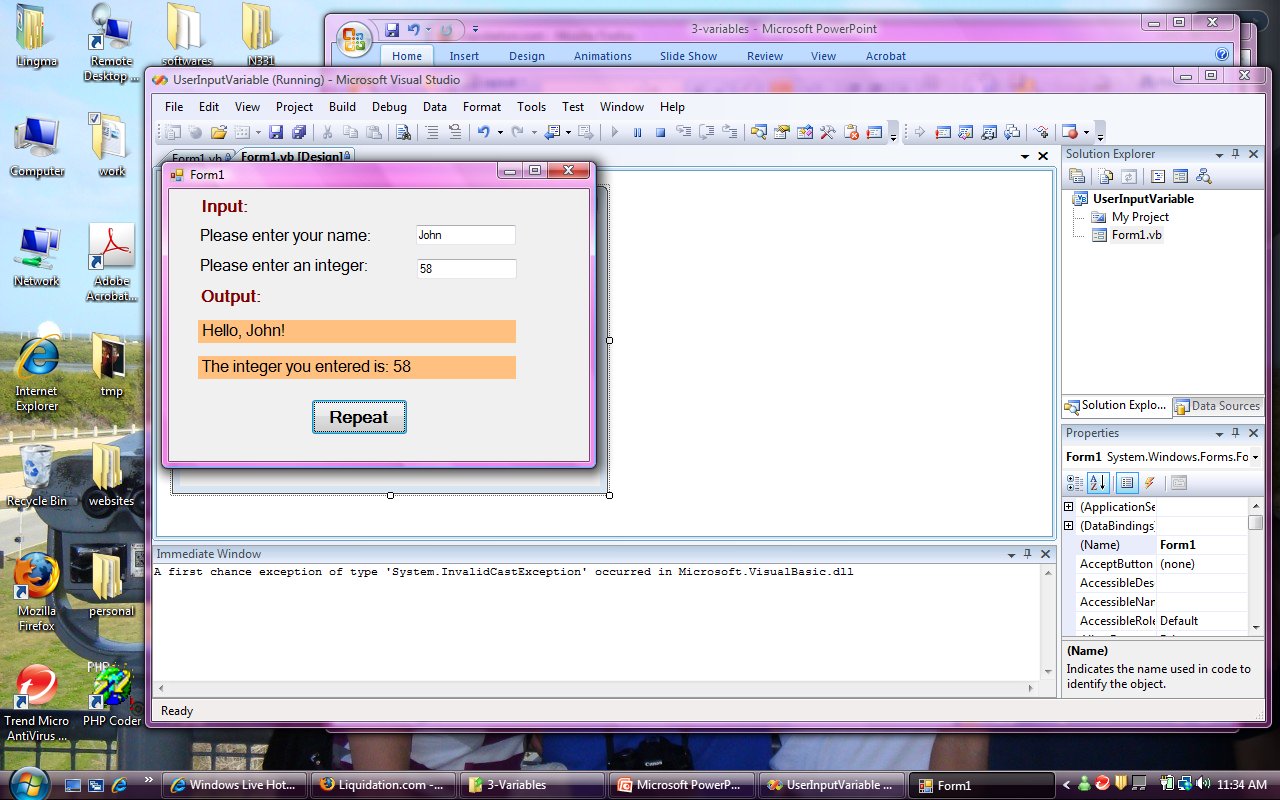 Lingma
Remote
Desktop ...
softwares
N331
Computer
work
Network
Adobe
Acrobat...
Internet
Explorer
tmp
Recycle Bin
websites
Mozilla
Firefox
personal
Trend Micro
AntiVirus ...
PHP Coder
3-variables - Microsoft PowerPoint
Home Insert Design Animations Slide Show Review View Acrobat
UserInputVariable (Running) - Microsoft Visual Studio
File Edit View Project Build Debug Data Format Tools Test Window Help
Form1.vb Form1.vb [Design]
Form1
Input:
Please enter your name: John
Please enter an integer: 58
Output:
Hello, John!
The integer you entered is: 58
Repeat
Solution Explorer
UserInputVariable
My Project
Form1.vb
Solution Explo... Data Sources
Properties
Form1 System.Windows.Forms.Fo
(ApplicationSe
(DataBindings)
(Name) Form1
AcceptButton (none)
AccessibleDes
AccessibleNar
AccessibleRole Default
(Name)
Indicates the name used in code to
identify the object.
Immediate Window
A first chance exception of type 'System.InvalidCastException' occurred in Microsoft.VisualBasic.dll
Ready
Windows Live Hot... Liquidation.com -... 3-Variables Microsoft PowerP... UserInputVariable ... Form1 11:34 AM